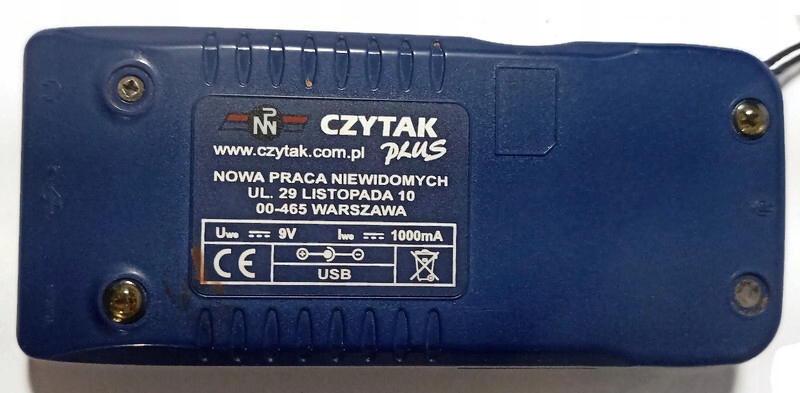 PNN CZYTAK
www.czytak.com.pl PLUS
NOWA PRACA NIEWIDOMYCH
UL. 29 LISTOPADA 10
00-465 WARSZAWA
Uwe 9V Iwe 1000mA
CE
USB